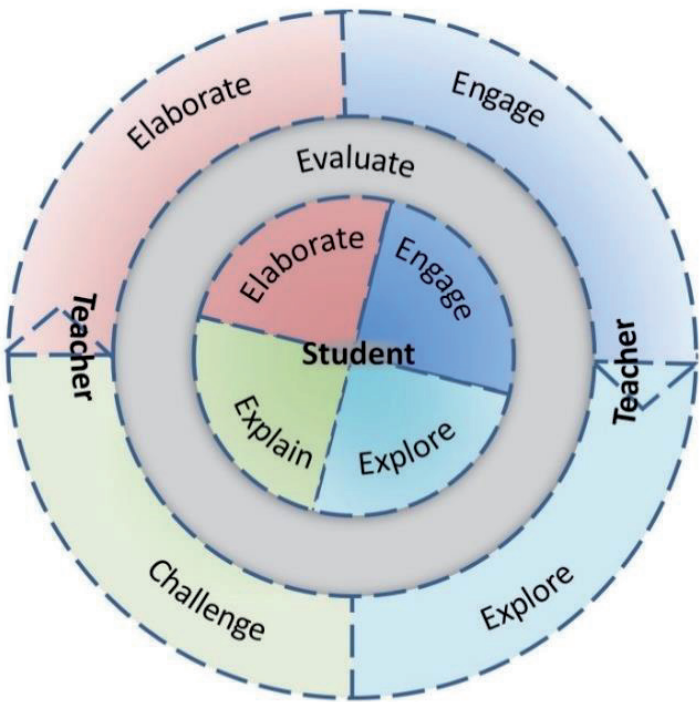 Elaborate
Engage
Evaluate
Elaborate
Engage
Teacher
Student
Teacher
Explain
Explore
Challenge
Explore